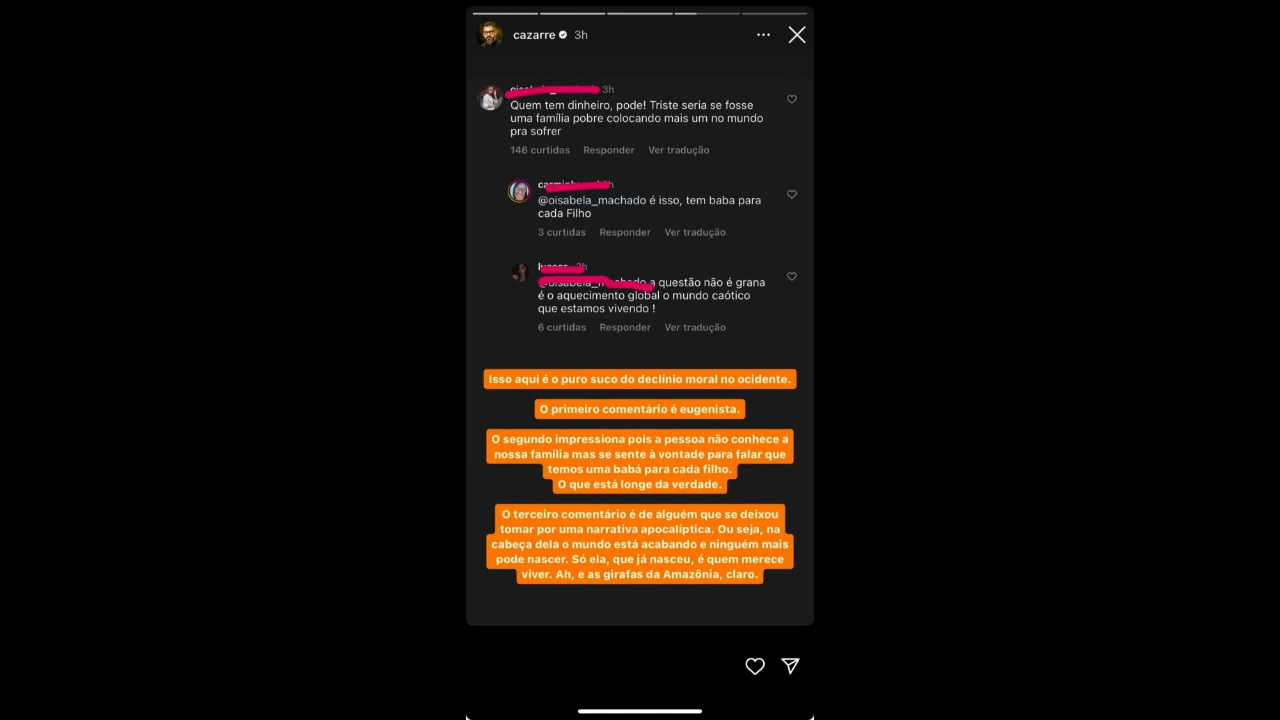 cazarre 3h
3h
Quem tem dinheiro, pode! Triste seria se fosse
uma família pobre colocando mais um no mundo
pra sofrer
146 curtidas Responder Ver tradução
@oisabela_machado é isso, tem baba para
cada Filho
3 curtidas Responder Ver tradução
a questão não é grana
é o aquecimento global o mundo caótico
que estamos vivendo !
6 curtidas Responder Ver tradução
Isso aqui é o puro suco do declínio moral no ocidente.
O primeiro comentário é eugenista.
O segundo impressiona pois a pessoa não conhece a
nossa família mas se sente à vontade para falar que
temos uma babá para cada filho.
O que está longe da verdade.
O terceiro comentário é de alguém que se deixou
tomar por uma narrativa apocalíptica. Ou seja, na
cabeça dela o mundo está acabando e ninguém mais
pode nascer. Só ela, que já nasceu, é quem merece
viver. Ah, e as girafas da Amazônia, claro.